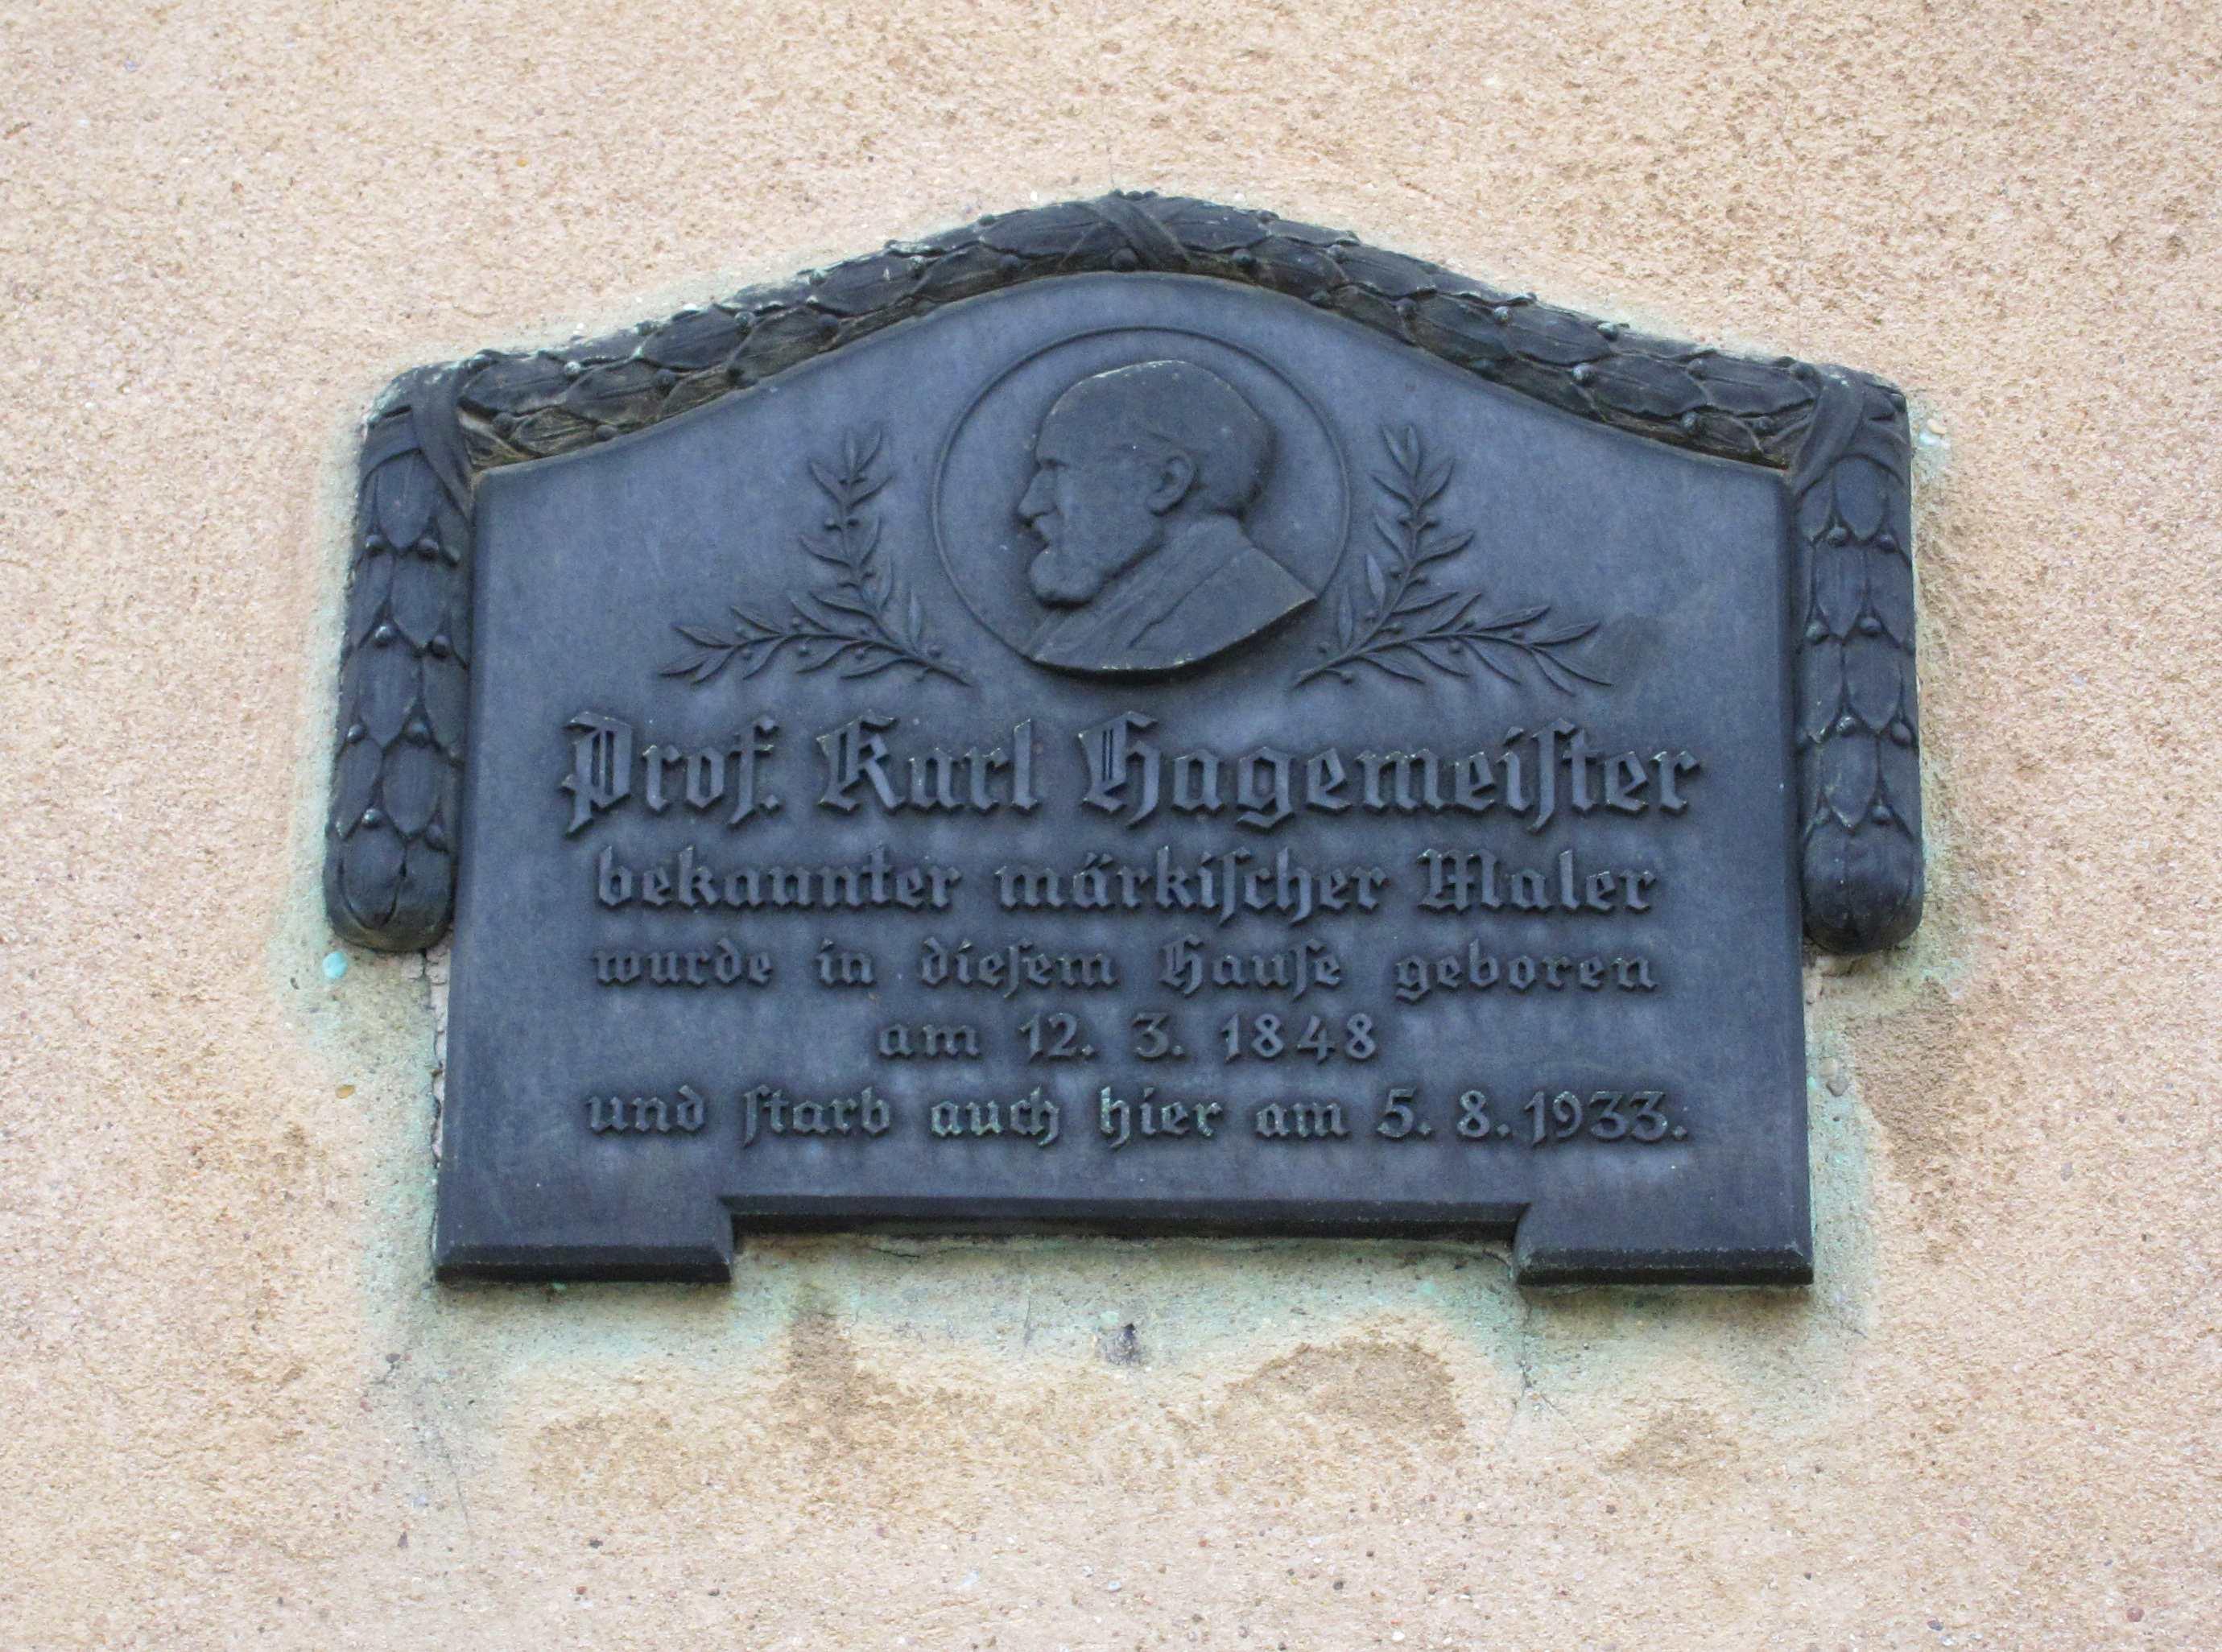 Prof. Karl Hagemeiſter
bekannter märkiſcher Maler
wurde in dieſem Hauſe geboren
am 12. 3. 1848
und ſtarb auch hier am 5. 8. 1933.